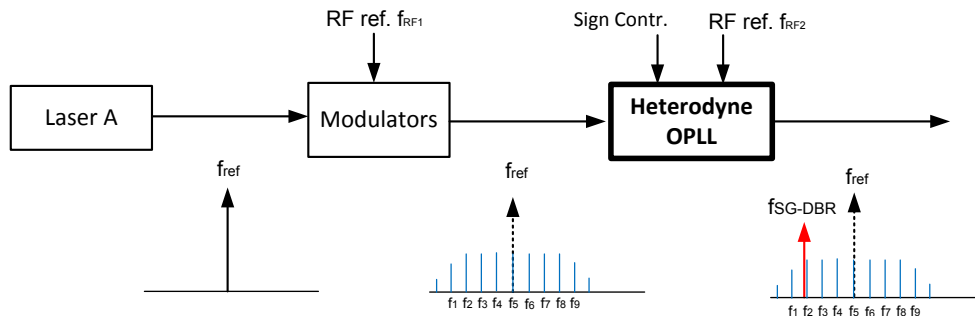 RF ref. fRF1
Sign Contr.
RF ref. fRF2
Laser A
Modulators
Heterodyne
OPLL
fref
fref
fref
fSG-DBR
f1 f2 f3 f4 f5 f6 f7 f8 f9
f1 f2 f3 f4 f5 f6 f7 f8 f9